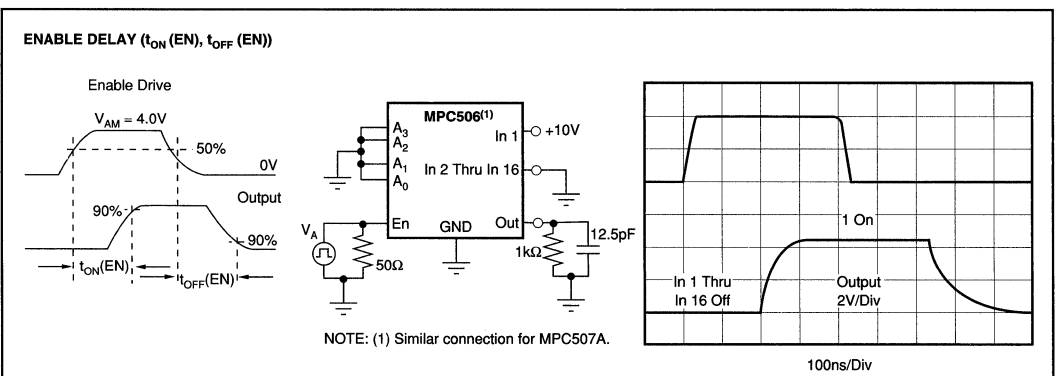 ENABLE DELAY (tON (EN), tOFF (EN))
Enable Drive
VAM = 4.0V
50%
0V
Output
90%
90%
tON(EN)
tOFF(EN)
MPC506(1)
A3
A2
A1
A0
In 1
+10V
In 2 Thru In 16
En
GND
Out
VA
50Ω
1kΩ
12.5pF
NOTE: (1) Similar connection for MPC507A.
1 On
In 1 Thru
In 16 Off
Output
2V/Div
100ns/Div